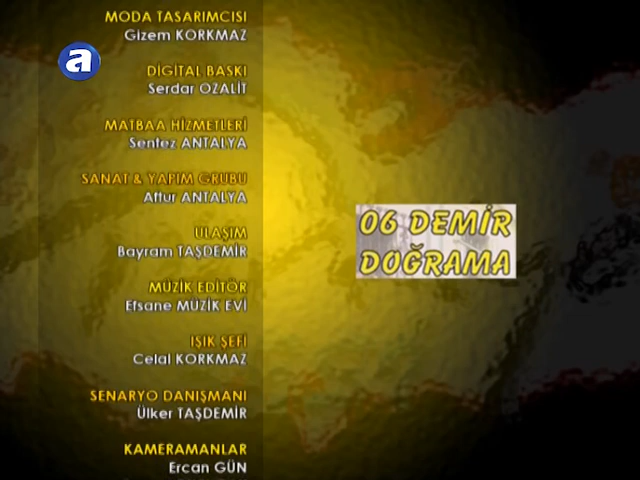 MODA TASARIMCISI
Gizem KORKMAZ
a
DİGİTAL BASKI
Serdar OZALİT
MATBAA HİZMETLERİ
Sentez ANTALYA
SANAT & YAPIM GRUBU
Attur ANTALYA
ULAŞIM
Bayram TAŞDEMİR
06 DEMİR
DOĞRAMA
MÜZİK EDİTÖR
Efsane MÜZİK EVİ
IŞIK ŞEFİ
Celal KORKMAZ
SENARYO DANIŞMANI
Ülker TAŞDEMİR
KAMERAMANLAR
Ercan GÜN